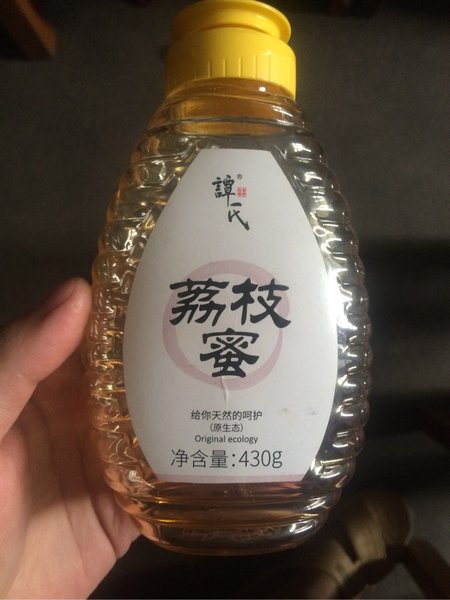 譚氏®
荔枝
蜜
给你天然的呵护
(原生态)
Original ecology
净含量:430g